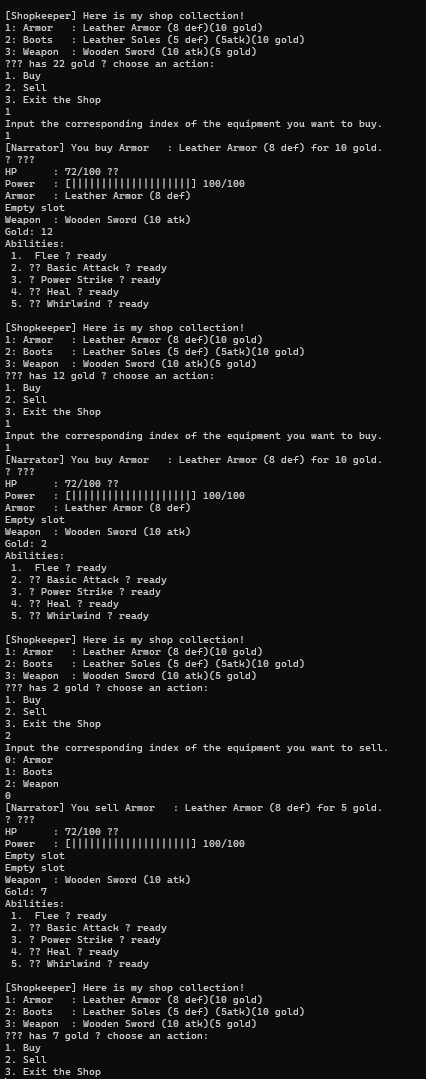 [Shopkeeper] Here is my shop collection!
1: Armor   : Leather Armor (8 def)(10 gold)
2: Boots   : Leather Soles (5 def) (5atk)(10 gold)
3: Weapon  : Wooden Sword (10 atk)(5 gold)
??? has 22 gold ? choose an action:
1. Buy
2. Sell
3. Exit the Shop
1
Input the corresponding index of the equipment you want to buy.
1
[Narrator] You buy Armor   : Leather Armor (8 def) for 10 gold.
? ???
HP      : 72/100 ??
Power   : [||||||||||||||||||||] 100/100
Armor   : Leather Armor (8 def)
Empty slot
Weapon  : Wooden Sword (10 atk)
Gold: 12
Abilities:
 1.  Flee ? ready
 2. ?? Basic Attack ? ready
 3. ? Power Strike ? ready
 4. ?? Heal ? ready
 5. ?? Whirlwind ? ready

[Shopkeeper] Here is my shop collection!
1: Armor   : Leather Armor (8 def)(10 gold)
2: Boots   : Leather Soles (5 def) (5atk)(10 gold)
3: Weapon  : Wooden Sword (10 atk)(5 gold)
??? has 12 gold ? choose an action:
1. Buy
2. Sell
3. Exit the Shop
1
Input the corresponding index of the equipment you want to buy.
1
[Narrator] You buy Armor   : Leather Armor (8 def) for 10 gold.
? ???
HP      : 72/100 ??
Power   : [||||||||||||||||||||] 100/100
Armor   : Leather Armor (8 def)
Empty slot
Weapon  : Wooden Sword (10 atk)
Gold: 2
Abilities:
 1.  Flee ? ready
 2. ?? Basic Attack ? ready
 3. ? Power Strike ? ready
 4. ?? Heal ? ready
 5. ?? Whirlwind ? ready

[Shopkeeper] Here is my shop collection!
1: Armor   : Leather Armor (8 def)(10 gold)
2: Boots   : Leather Soles (5 def) (5atk)(10 gold)
3: Weapon  : Wooden Sword (10 atk)(5 gold)
??? has 2 gold ? choose an action:
1. Buy
2. Sell
3. Exit the Shop
2
Input the corresponding index of the equipment you want to sell.
0: Armor
1: Boots
2: Weapon
0
[Narrator] You sell Armor   : Leather Armor (8 def) for 5 gold.
? ???
HP      : 72/100 ??
Power   : [||||||||||||||||||||] 100/100
Empty slot
Empty slot
Weapon  : Wooden Sword (10 atk)
Gold: 7
Abilities:
 1.  Flee ? ready
 2. ?? Basic Attack ? ready
 3. ? Power Strike ? ready
 4. ?? Heal ? ready
 5. ?? Whirlwind ? ready

[Shopkeeper] Here is my shop collection!
1: Armor   : Leather Armor (8 def)(10 gold)
2: Boots   : Leather Soles (5 def) (5atk)(10 gold)
3: Weapon  : Wooden Sword (10 atk)(5 gold)
??? has 7 gold ? choose an action:
1. Buy
2. Sell
3. Exit the Shop